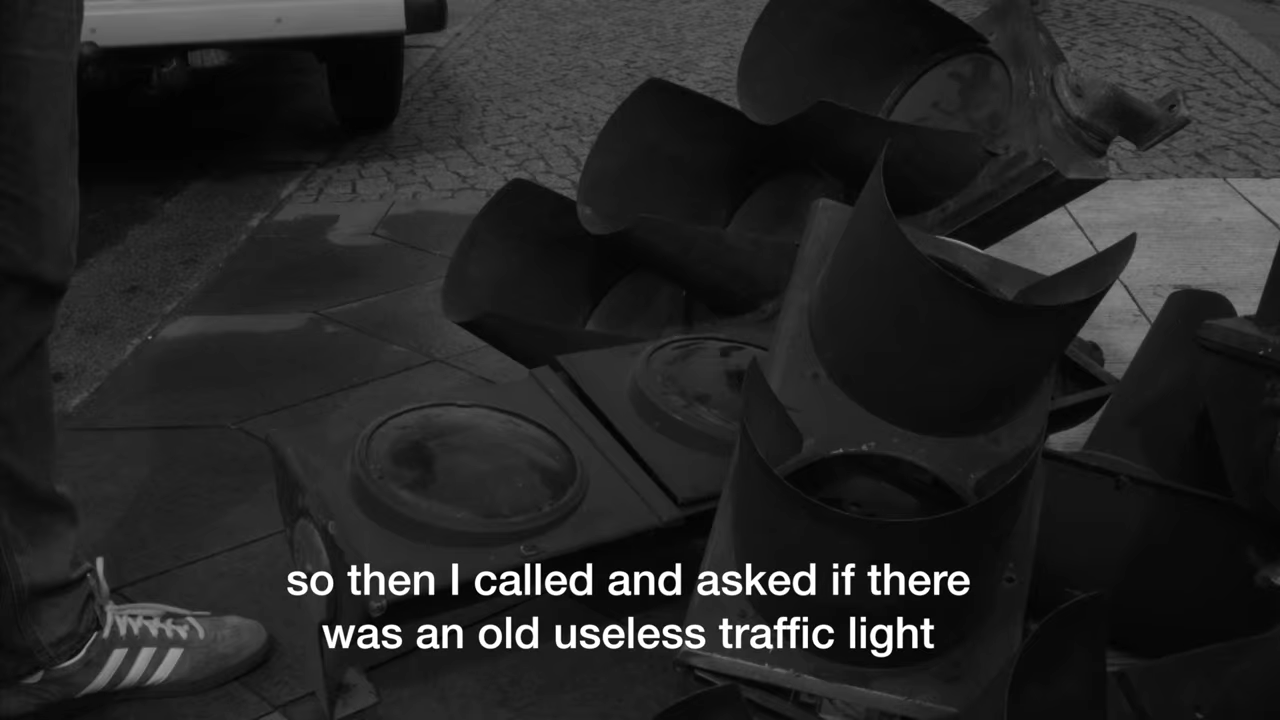 so then I called and asked if there
was an old useless traffic light